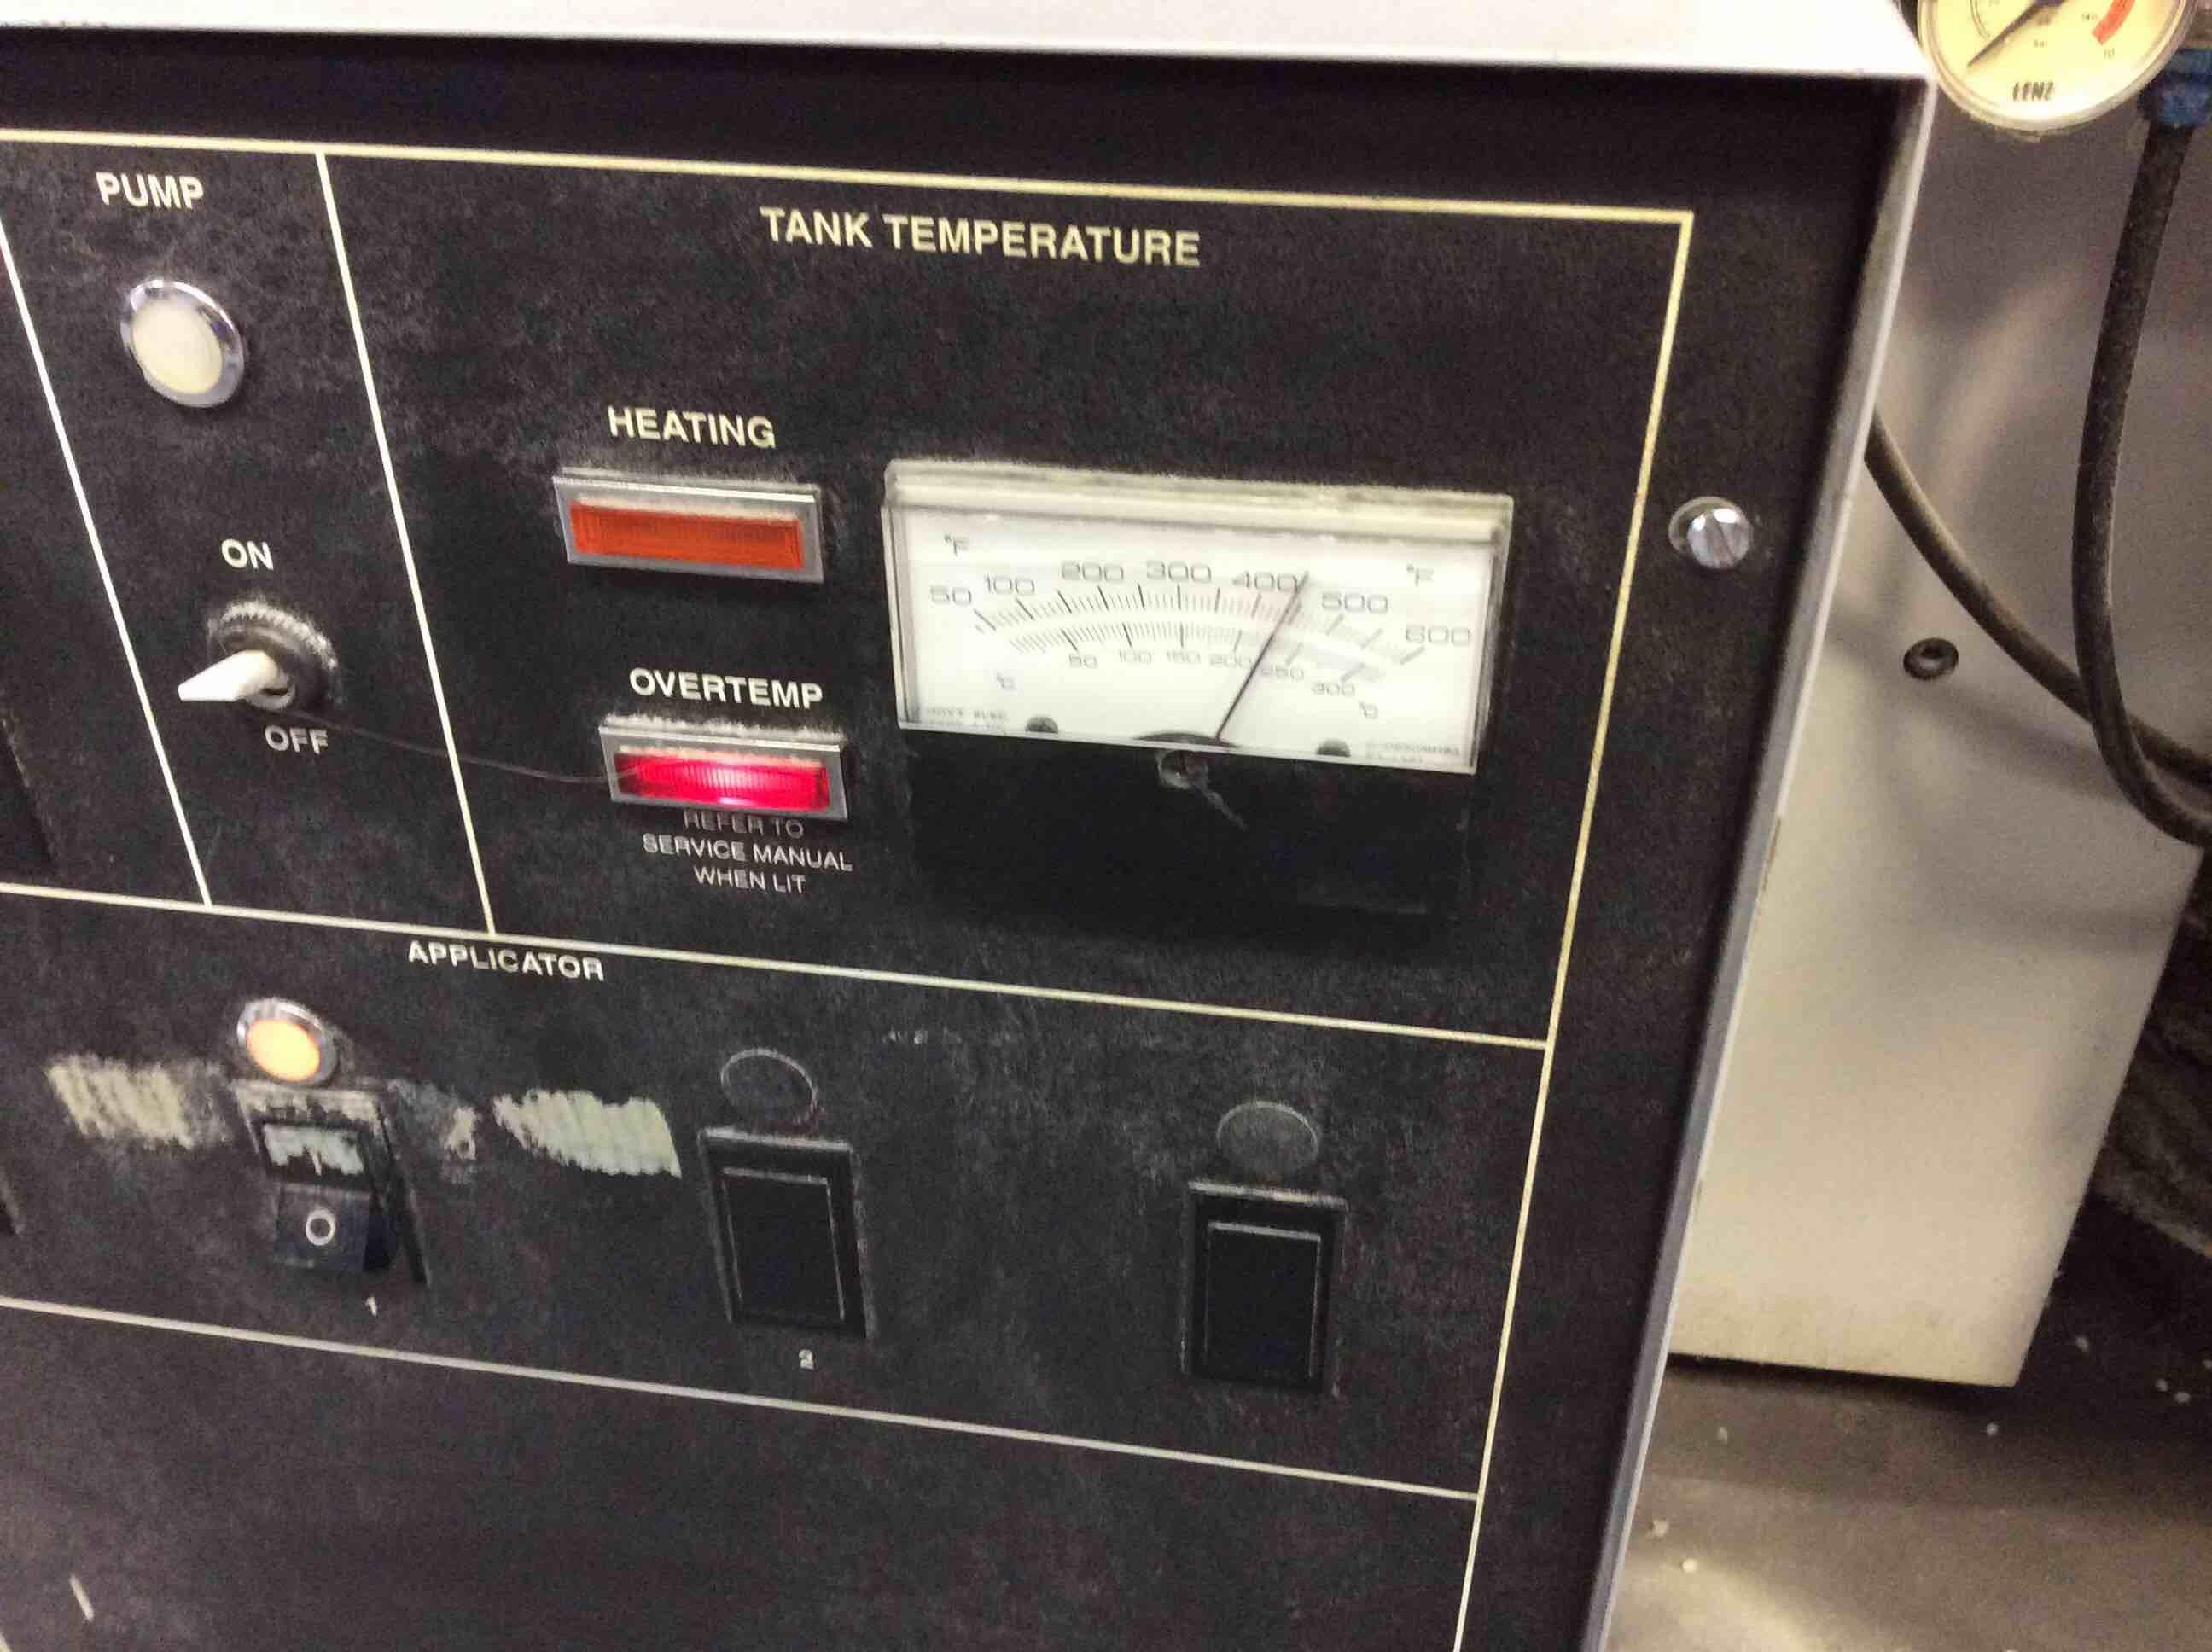 PUMP
ON
OFF
TANK TEMPERATURE
HEATING
OVERTEMP
REFER TO
SERVICE MANUAL
WHEN LIT
°F °F
50 100 200 300 400 500 600
50 100 150 200 250 300
°C °C
LENZ
APPLICATOR
O
1
2